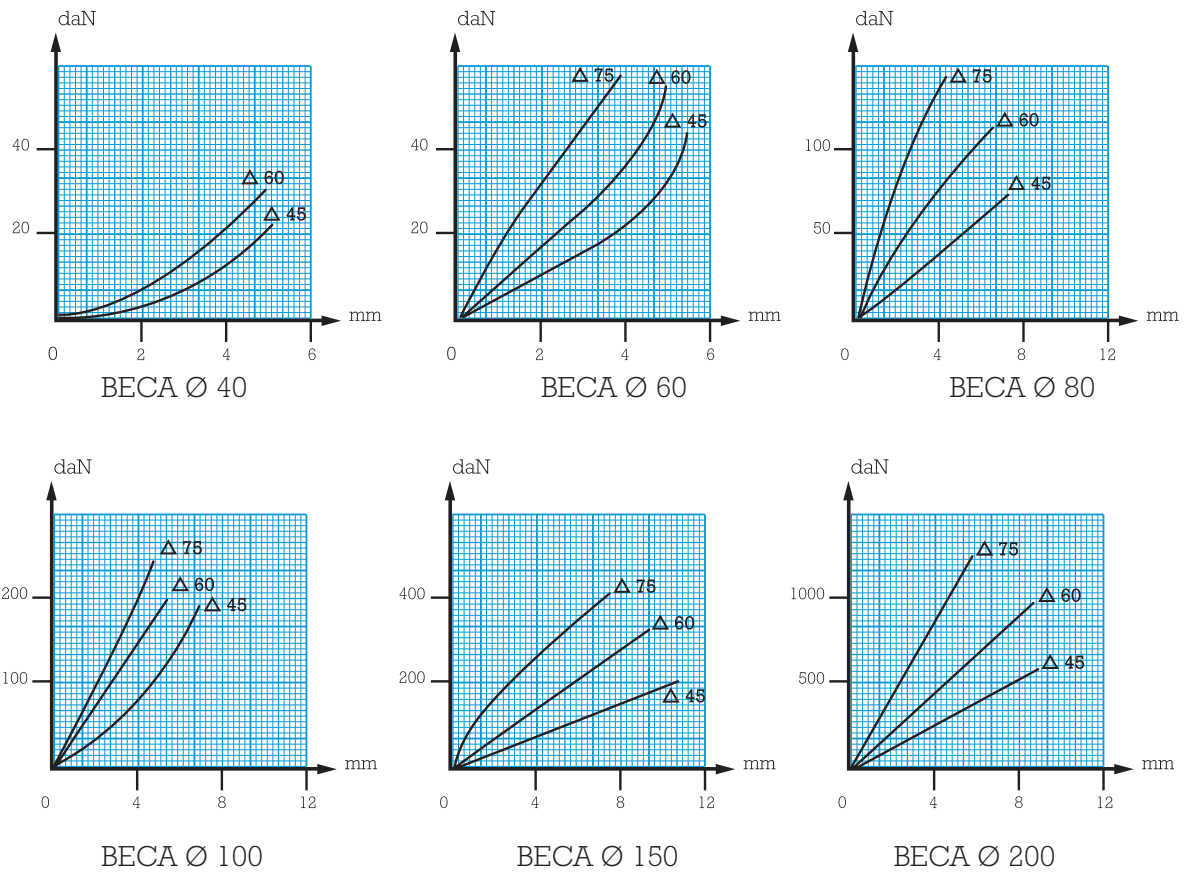 daN
40
20
△ 60
△ 45
mm
0 2 4 6
BECA Ø 40
daN
40
20
△ 75
△ 60
△ 45
mm
0 2 4 6
BECA Ø 60
daN
100
50
△ 75
△ 60
△ 45
mm
0 4 8 12
BECA Ø 80
daN
200
100
△ 75
△ 60
△ 45
mm
0 4 8 12
BECA Ø 100
daN
400
200
△ 75
△ 60
△ 45
mm
0 4 8 12
BECA Ø 150
daN
1000
500
△ 75
△ 60
△ 45
mm
0 4 8 12
BECA Ø 200